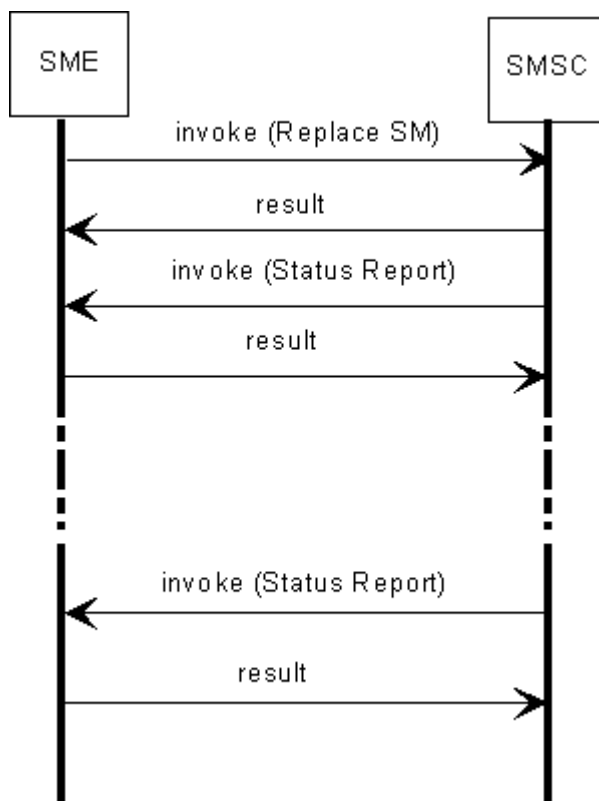 SME
SMSC
invoke (Replace SM)
result
invoke (Status Report)
result
invoke (Status Report)
result